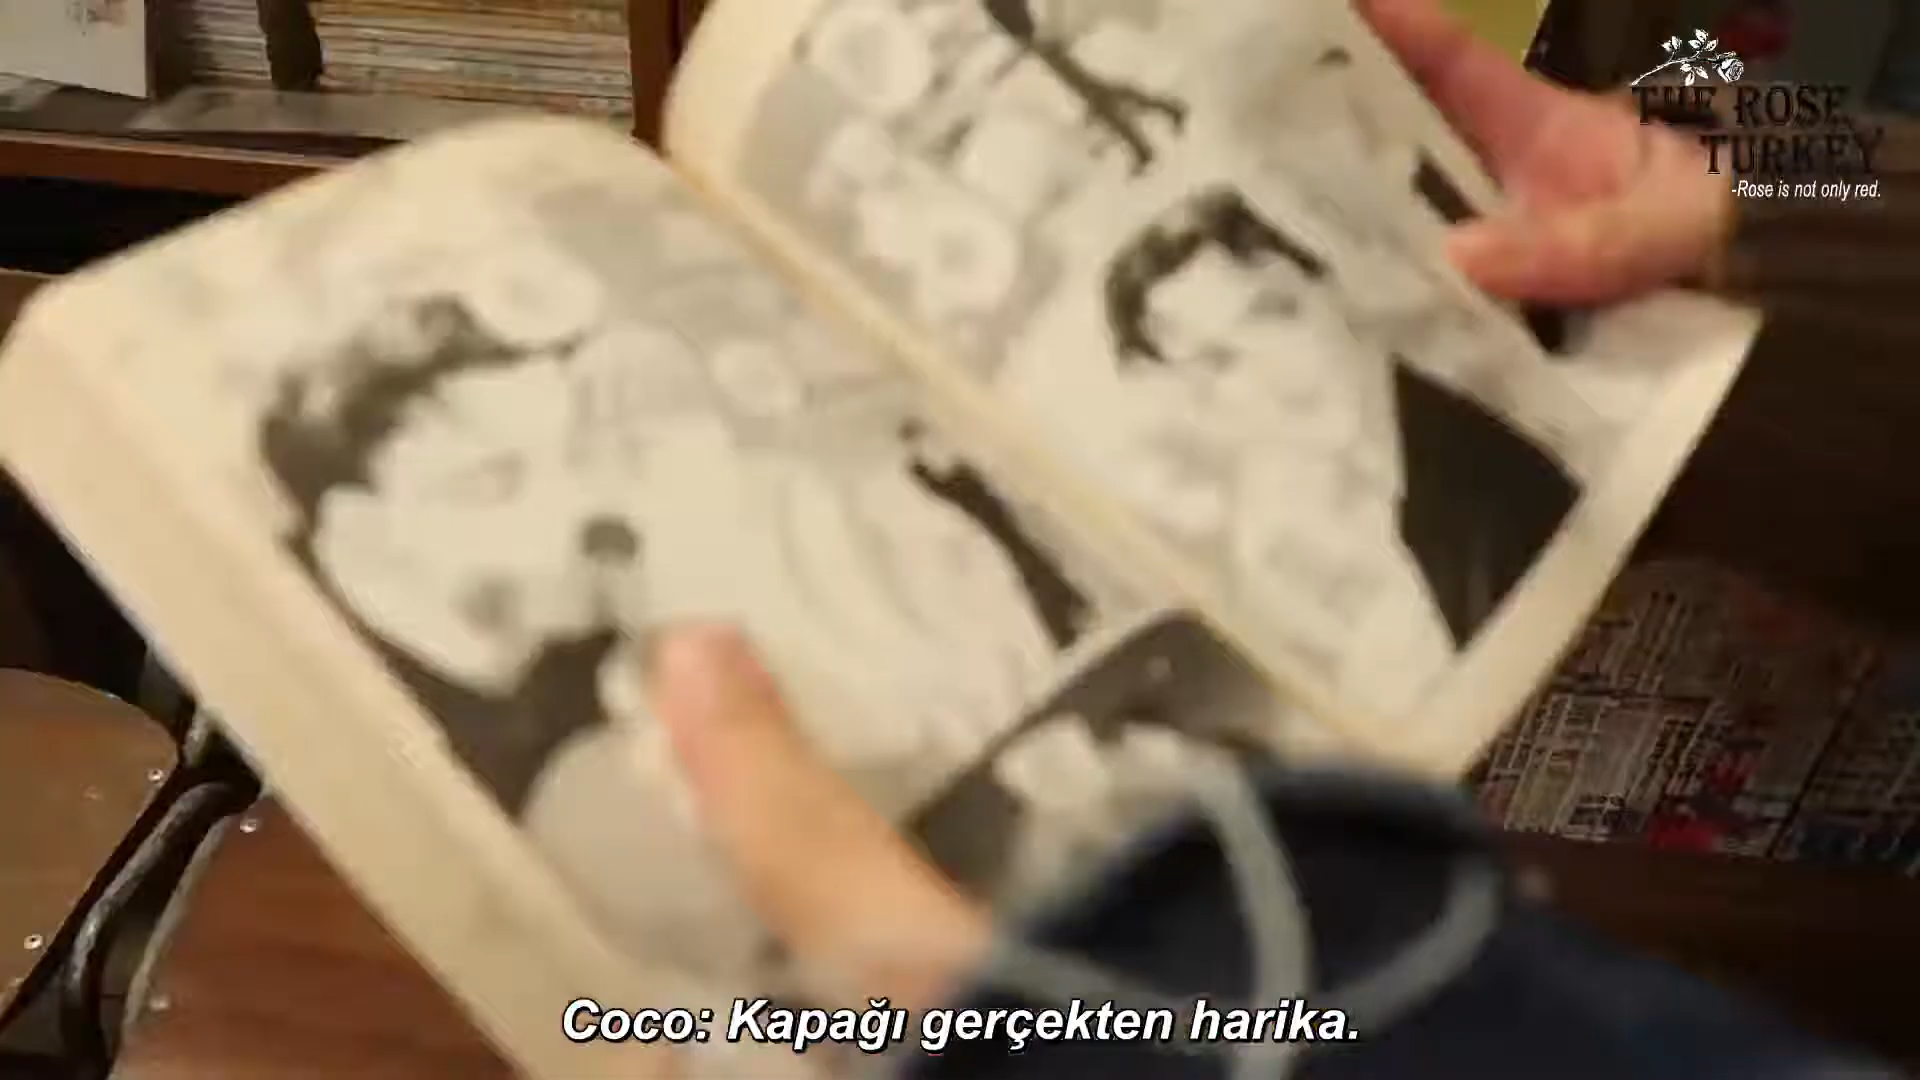 THE ROSE
TURKEY
-Rose is not only red.
Coco: Kapağı gerçekten harika.